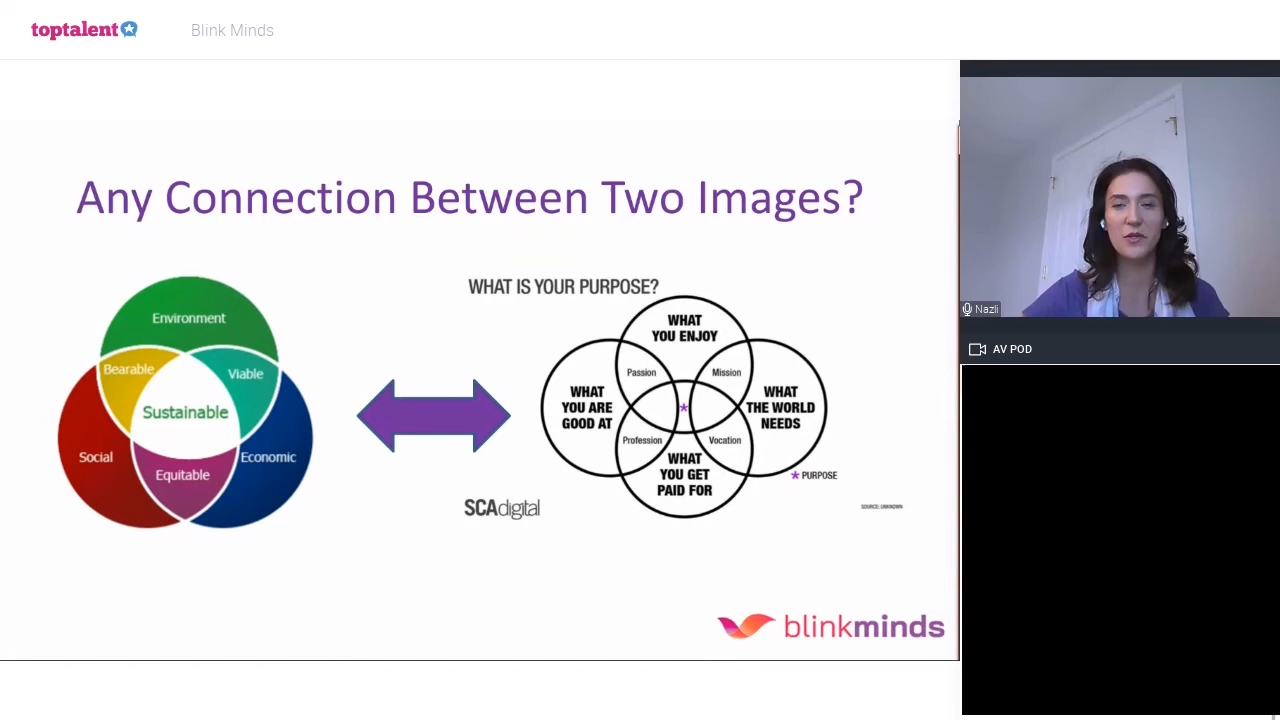 toptalent
Blink Minds
Any Connection Between Two Images?
Environment
Bearable
Viable
Sustainable
Social
Equitable
Economic
WHAT IS YOUR PURPOSE?
WHAT
YOU ENJOY
Passion
Mission
WHAT
YOU ARE
GOOD AT
*
WHAT
THE WORLD
NEEDS
Profession
Vocation
WHAT
YOU GET
PAID FOR
* PURPOSE
SCAdigital
SOURCE: UNKNOWN
blinkminds
Nazli
AV POD